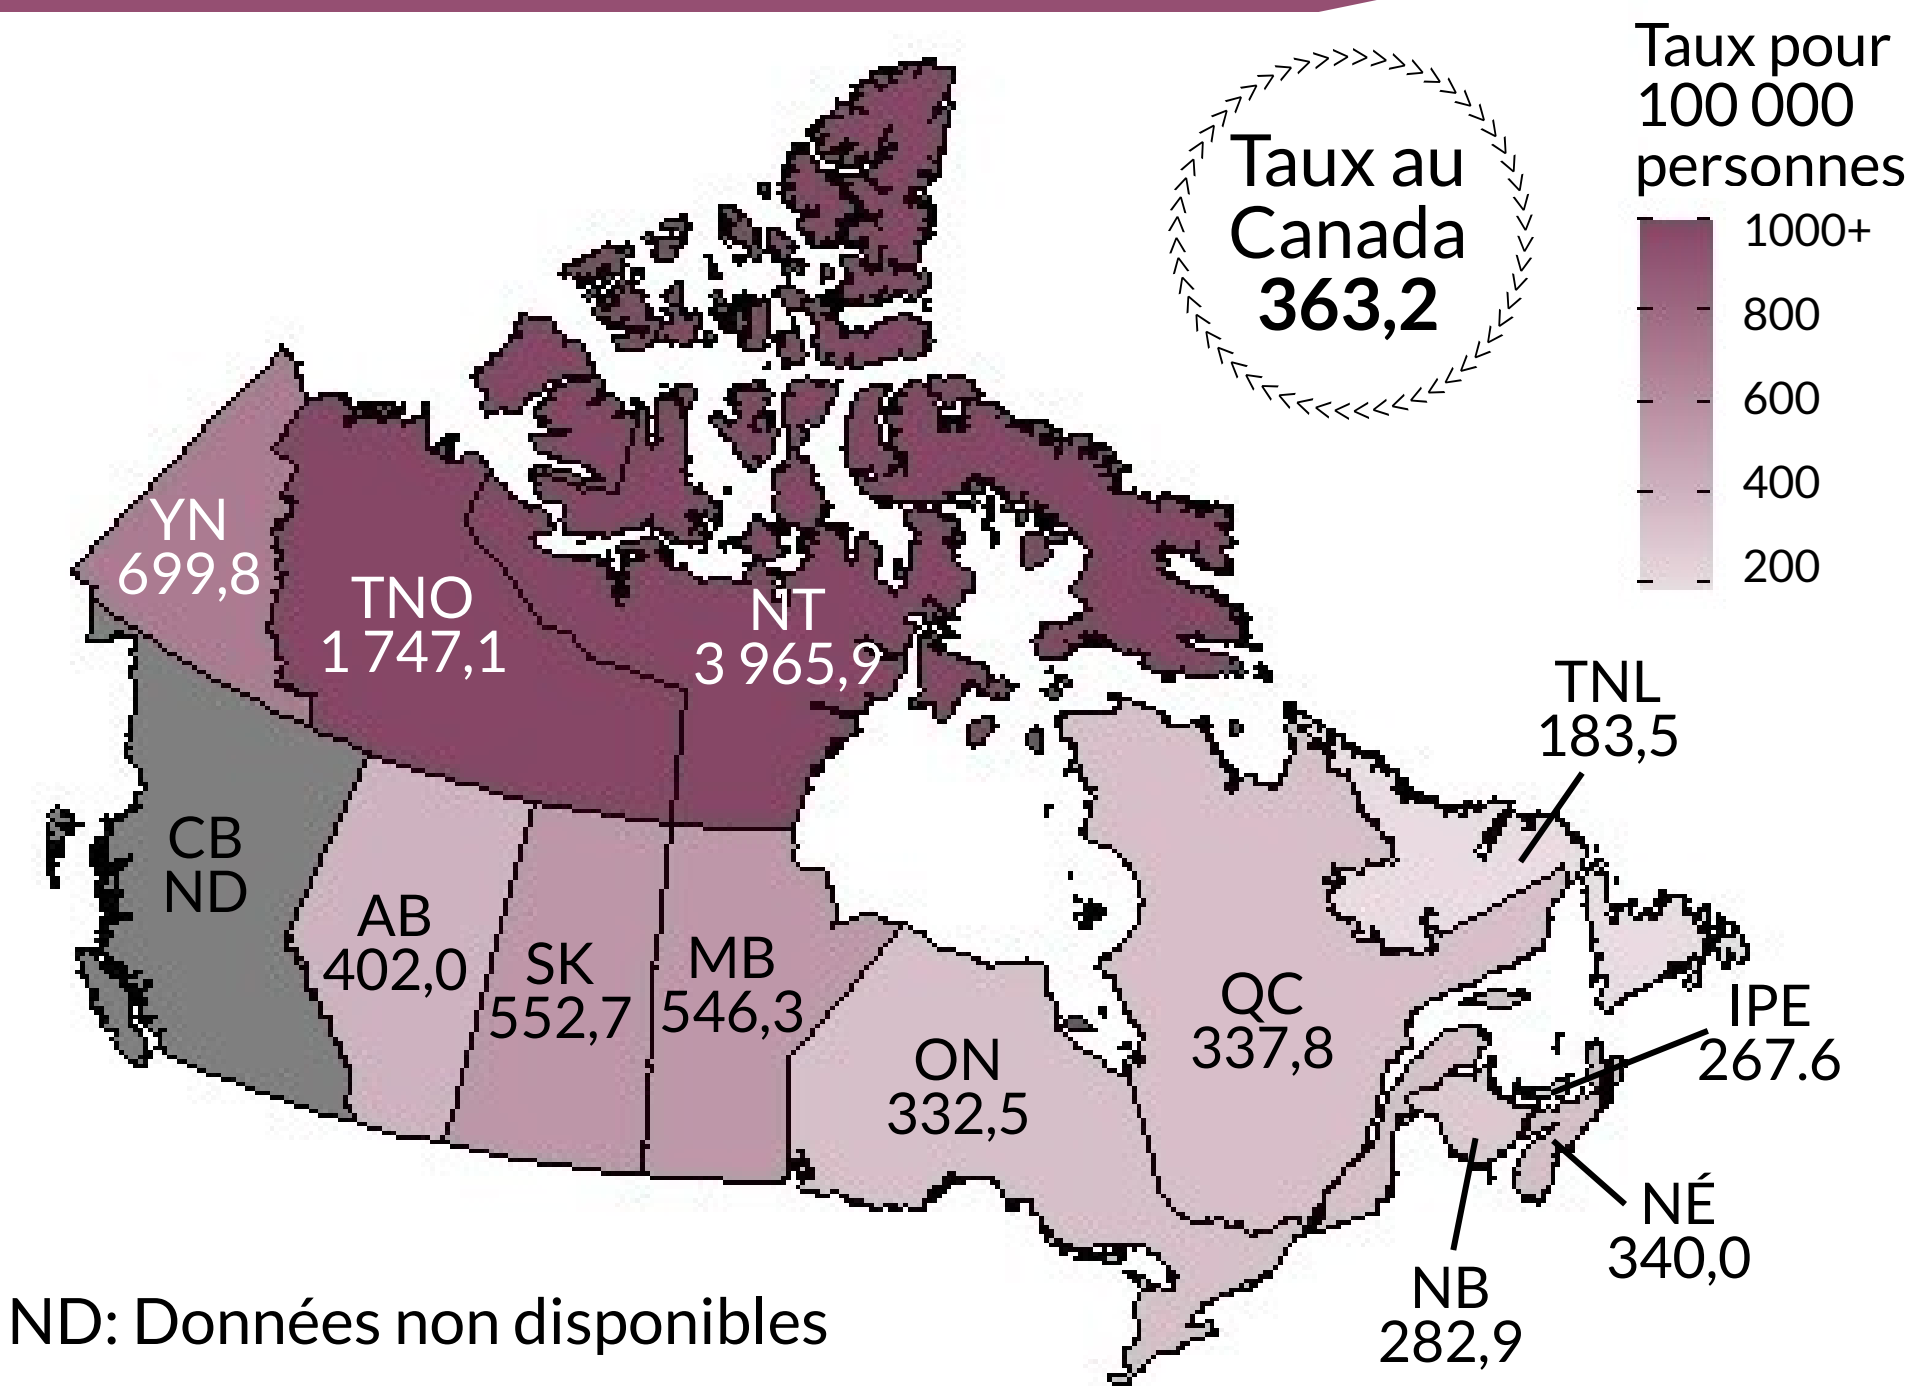 Taux pour
100 000
personnes
1000+
800
600
400
200
Taux au
Canada
363,2
YN
699,8
TNO
1 747,1
NT
3 965,9
TNL
183,5
CB
ND
AB
402,0
SK
552,7
MB
546,3
ON
332,5
QC
337,8
IPE
267.6
NÉ
340,0
NB
282,9
ND: Données non disponibles